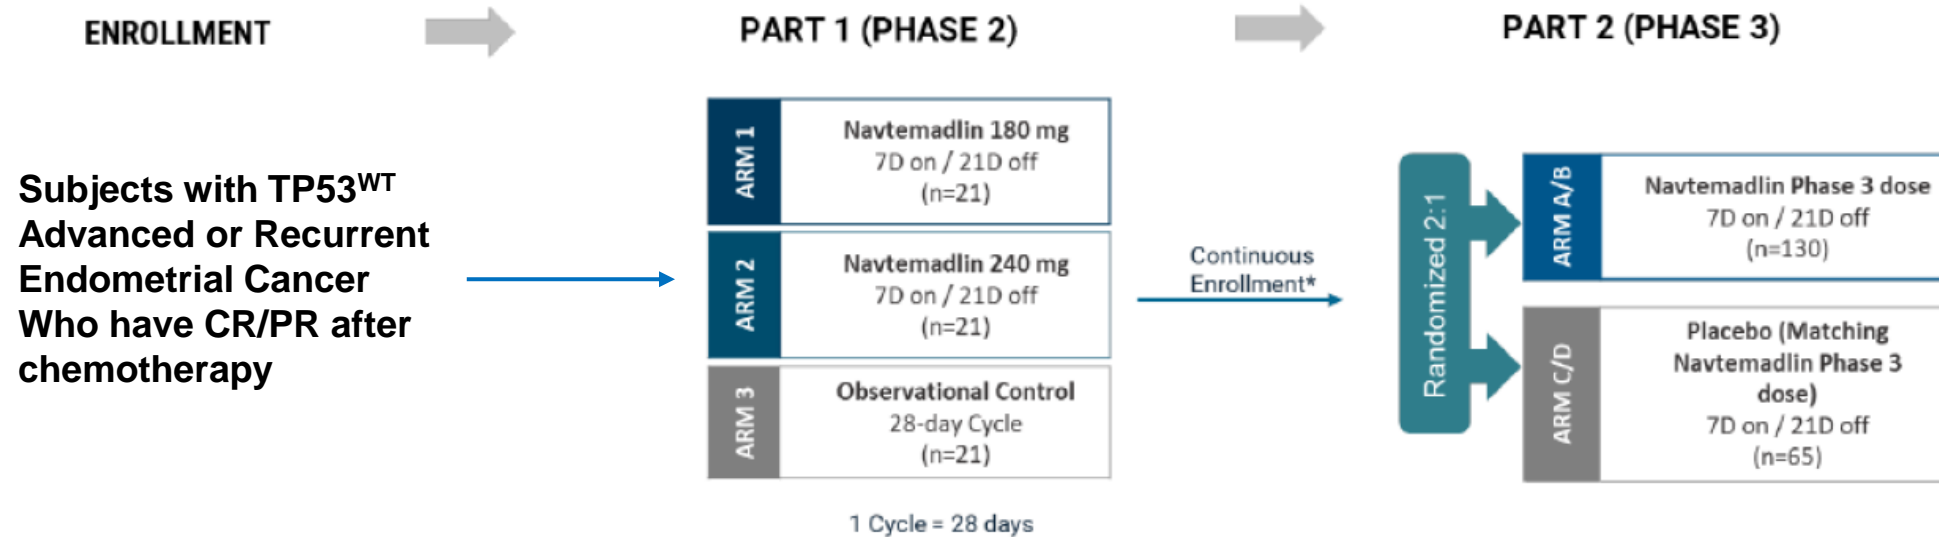 ENROLLMENT
PART 1 (PHASE 2)
PART 2 (PHASE 3)
Subjects with TP53WT
Advanced or Recurrent
Endometrial Cancer
Who have CR/PR after
chemotherapy
ARM 1
Navtemadlin 180 mg
7D on / 21D off
(n=21)
ARM 2
Navtemadlin 240 mg
7D on / 21D off
(n=21)
ARM 3
Observational Control
28-day Cycle
(n=21)
1 Cycle = 28 days
Continuous
Enrollment*
Randomized 2:1
ARM A/B
Navtemadlin Phase 3 dose
7D on / 21D off
(n=130)
ARM C/D
Placebo (Matching
Navtemadlin Phase 3
dose)
7D on / 21D off
(n=65)